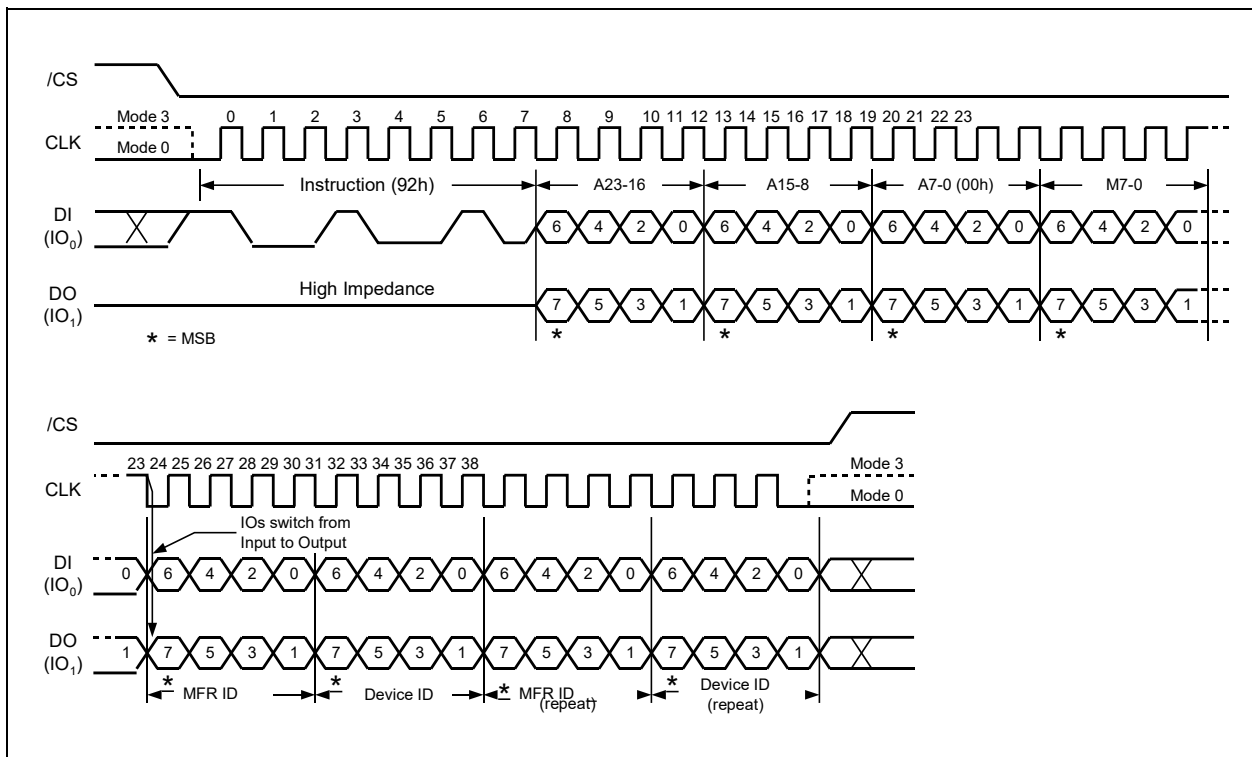 /CS
Mode 3 0 1 2 3 4 5 6 7 8 9 10 11 12 13 14 15 16 17 18 19 20 21 22 23
CLK
Mode 0
Instruction (92h) A23-16 A15-8 A7-0 (00h) M7-0
DI
(IO0) 6 4 2 0 6 4 2 0 6 4 2 0 6 4 2 0
High Impedance
DO
(IO1) 7 5 3 1 7 5 3 1 7 5 3 1 7 5 3 1
* * * *
* = MSB
/CS
23 24 25 26 27 28 29 30 31 32 33 34 35 36 37 38 Mode 3
CLK
Mode 0
IOs switch from
Input to Output
DI
(IO0) 0 6 4 2 0 6 4 2 0 6 4 2 0 6 4 2 0
DO
(IO1) 1 7 5 3 1 7 5 3 1 7 5 3 1 7 5 3 1
* * * *
MFR ID Device ID MFR ID Device ID
(repeat) (repeat)